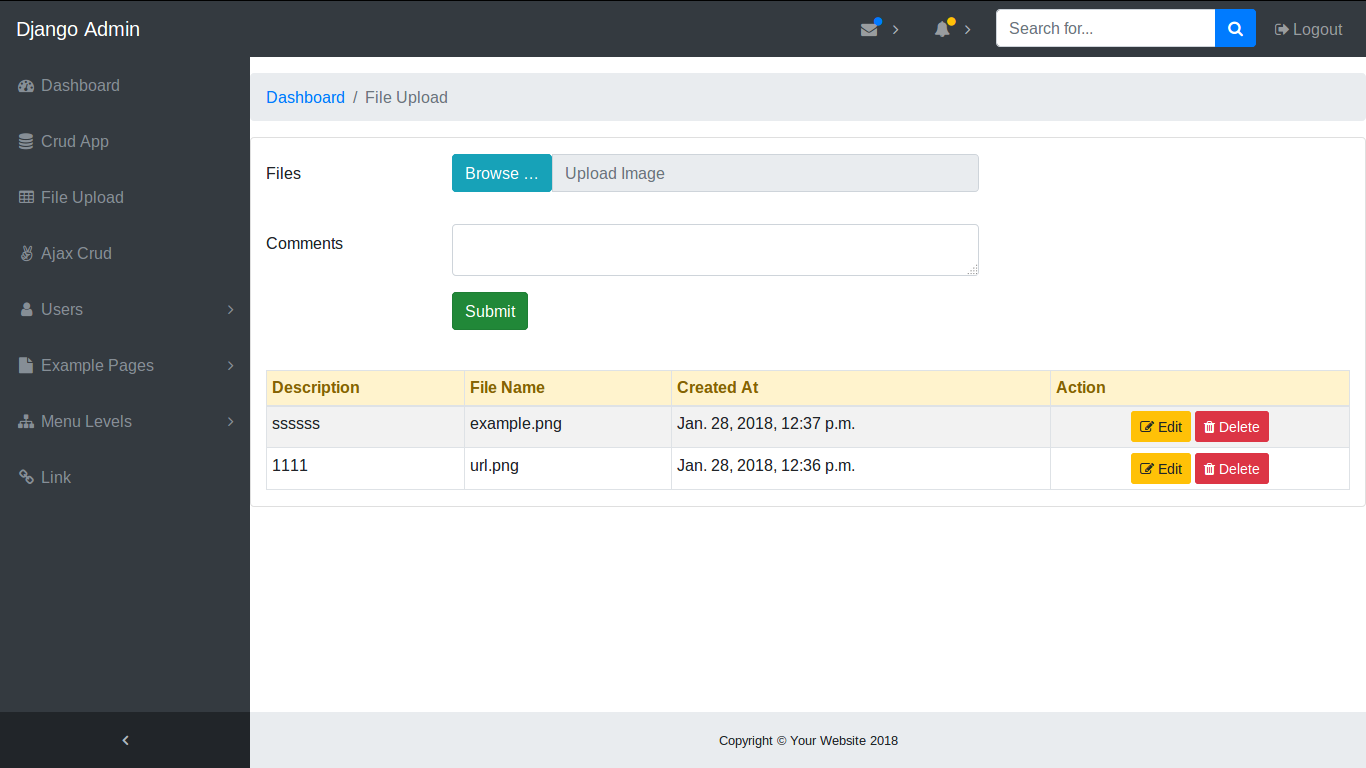 Django Admin
Search for...
Logout
Dashboard
Crud App
File Upload
Ajax Crud
Users
Example Pages
Menu Levels
Link
Dashboard / File Upload
Files Browse ... Upload Image
Comments
Submit
Description File Name Created At Action
ssssss example.png Jan. 28, 2018, 12:37 p.m. Edit Delete
1111 url.png Jan. 28, 2018, 12:36 p.m. Edit Delete
Copyright © Your Website 2018